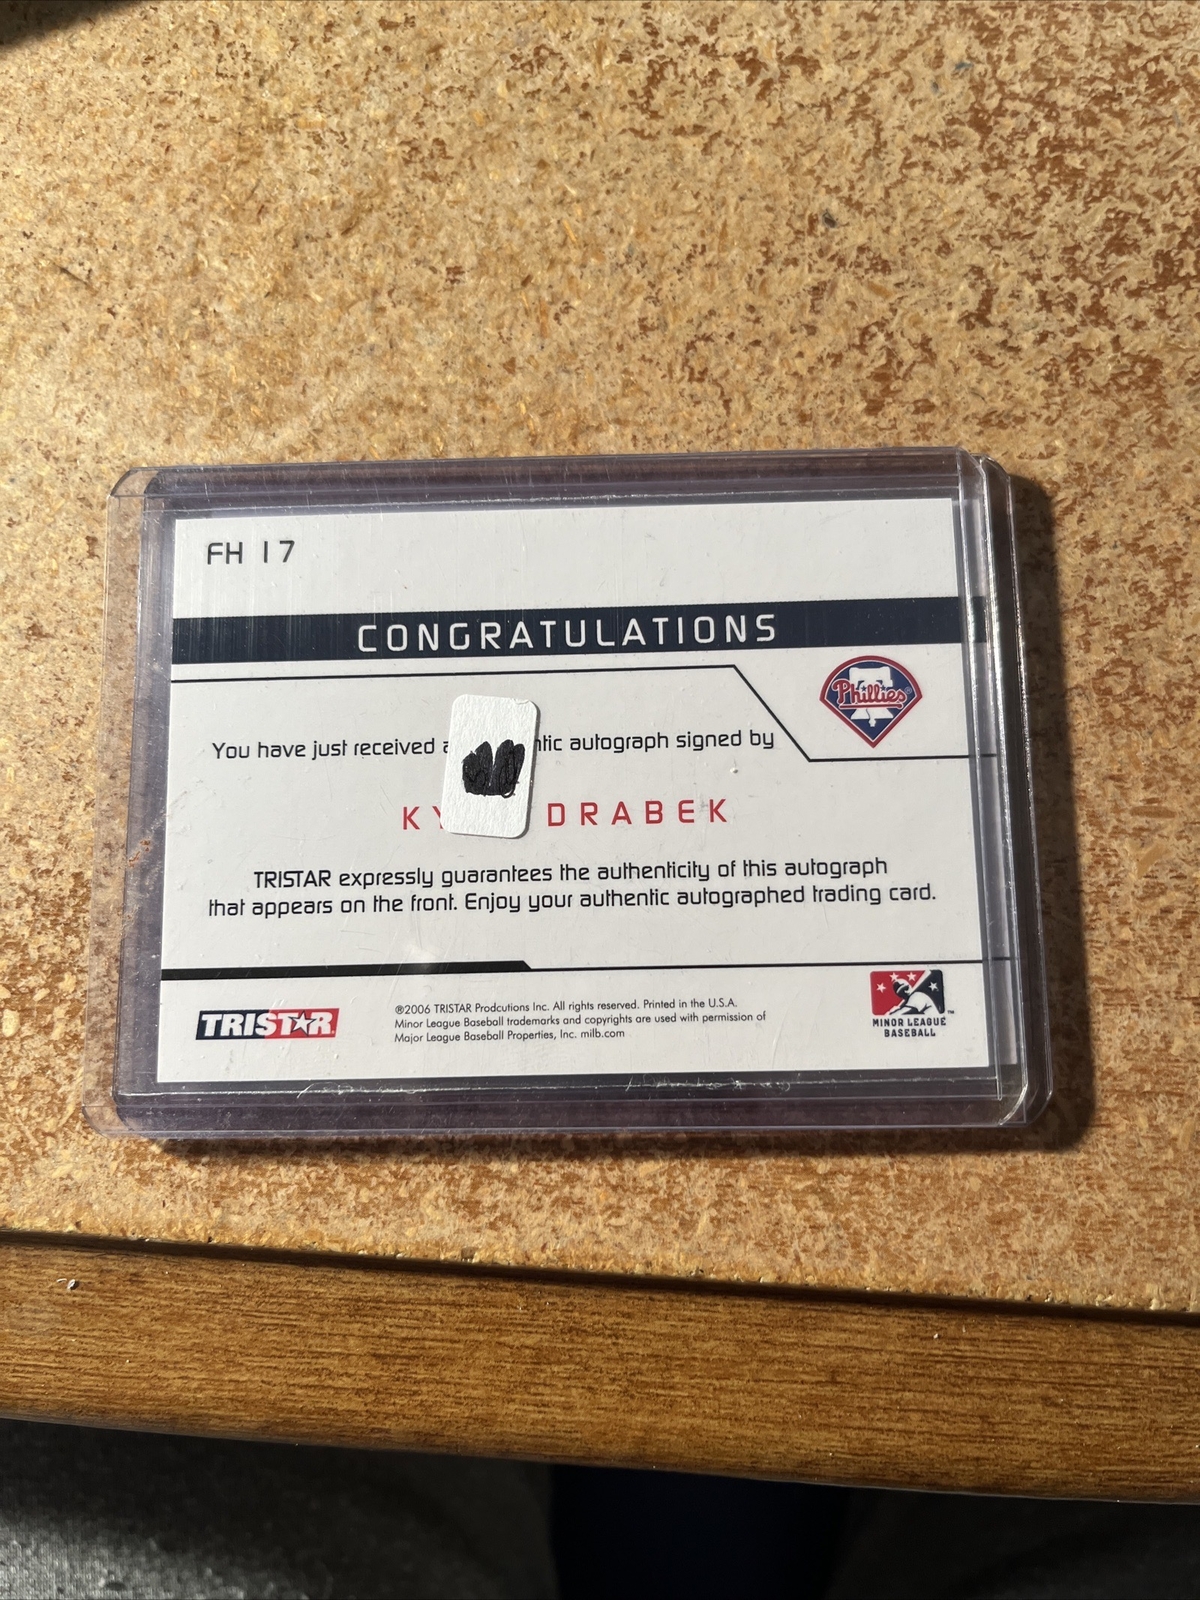 FH 17
CONGRATULATIONS
Phillies
You have just received a ntic autograph signed by
KY DRABEK
TRISTAR expressly guarantees the authenticity of this autograph
that appears on the front. Enjoy your authentic autographed trading card.
TRISTAR
®2006 TRISTAR Prodcutions Inc. All rights reserved. Printed in the U.S.A.
Minor League Baseball trademarks and copyrights are used with permission of
Major League Baseball Properties, Inc. milb.com
MINOR LEAGUE™
BASEBALL